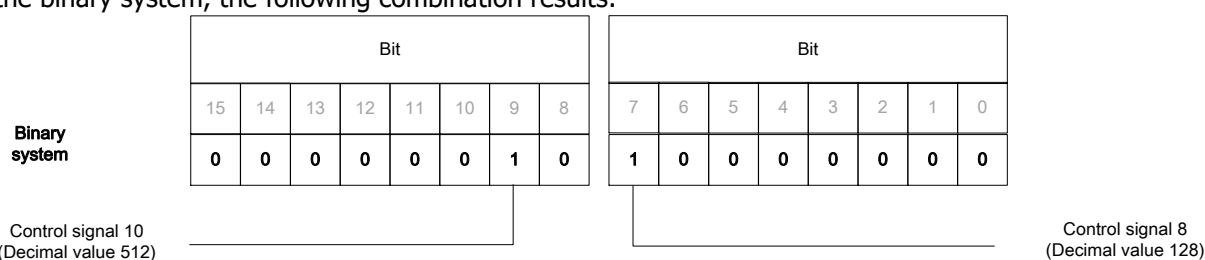 the binary system, the following combination results:
Bit Bit
15 14 13 12 11 10 9 8 7 6 5 4 3 2 1 0
Binary
system
0 0 0 0 0 0 1 0 1 0 0 0 0 0 0 0
Control signal 10
(Decimal value 512)
Control signal 8
(Decimal value 128)